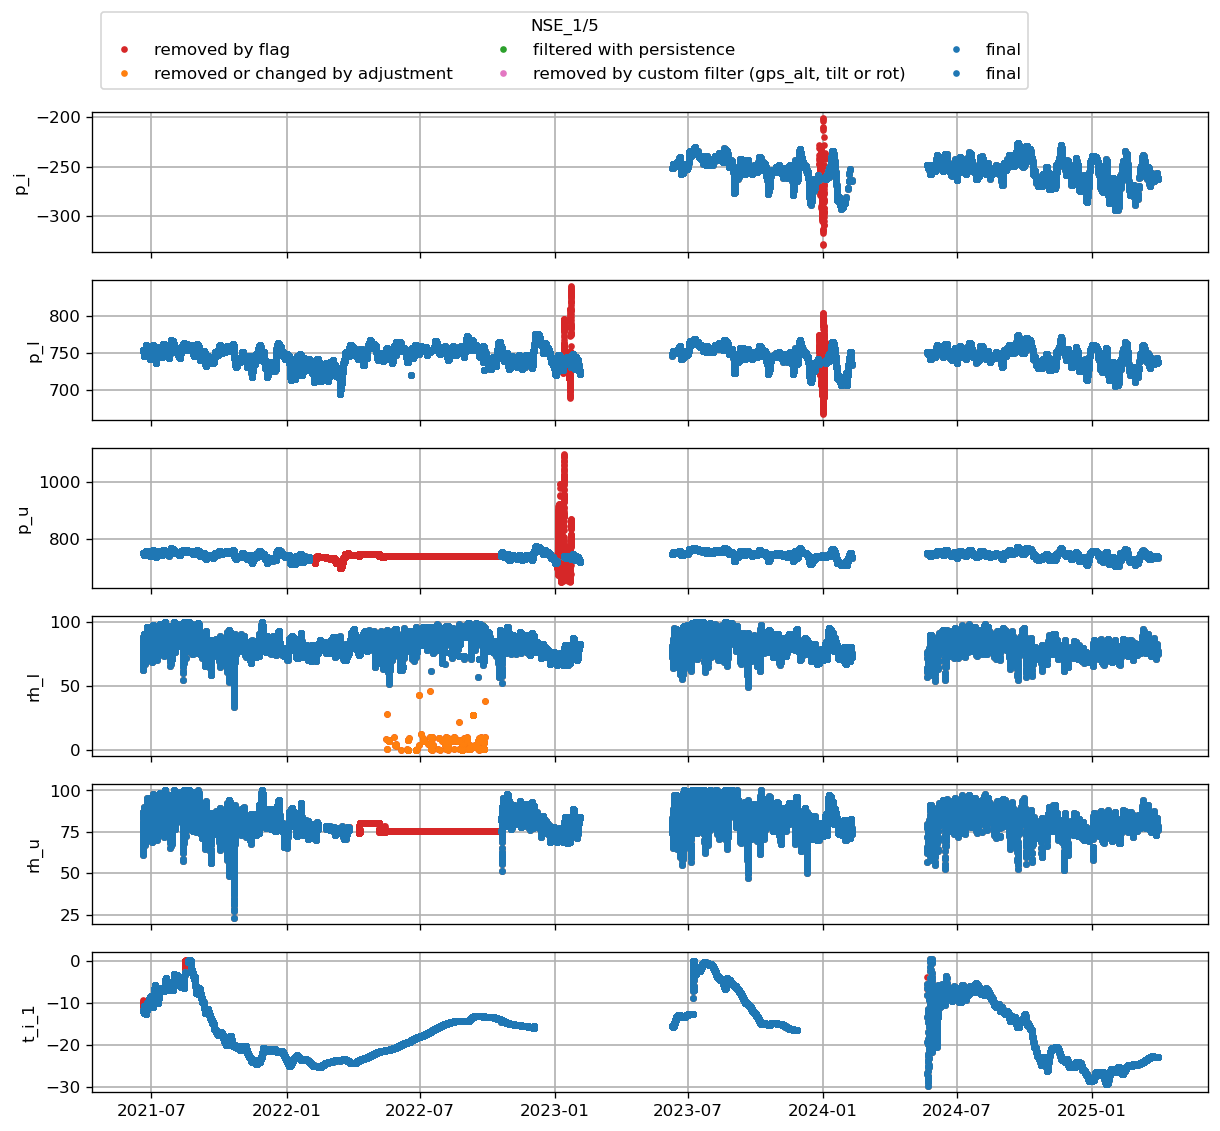 NSE_1/5
removed by flag
filtered with persistence
final
removed or changed by adjustment
removed by custom filter (gps_alt, tilt or rot)
final
−200
−250
−300
p_i
800
750
700
p_l
1000
800
p_u
100
50
0
rh_l
100
75
50
25
rh_u
0
−10
−20
−30
t_i_1
2021-07
2022-01
2022-07
2023-01
2023-07
2024-01
2024-07
2025-01